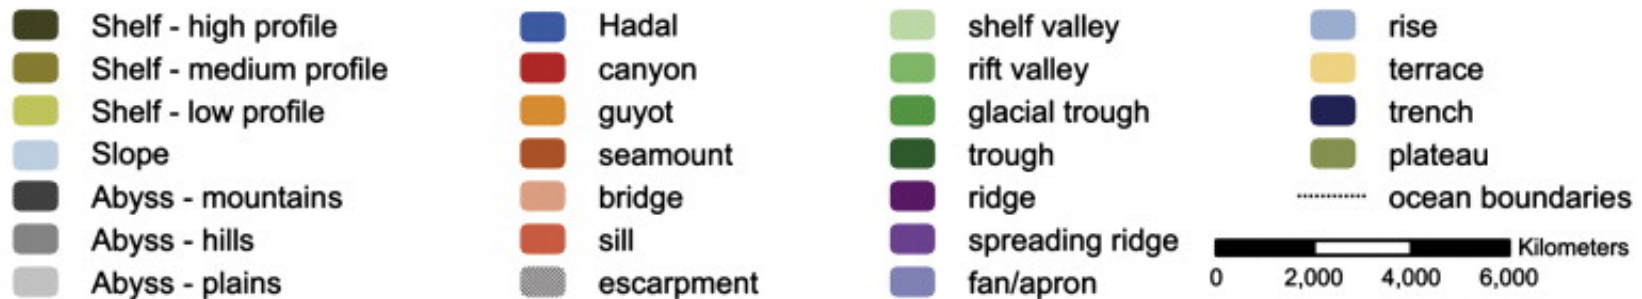 Shelf - high profile
Shelf - medium profile
Shelf - low profile
Slope
Abyss - mountains
Abyss - hills
Abyss - plains
Hadal
canyon
guyot
seamount
bridge
sill
escarpment
shelf valley
rift valley
glacial trough
trough
ridge
spreading ridge
fan/apron
rise
terrace
trench
plateau
ocean boundaries
Kilometers
0 2,000 4,000 6,000